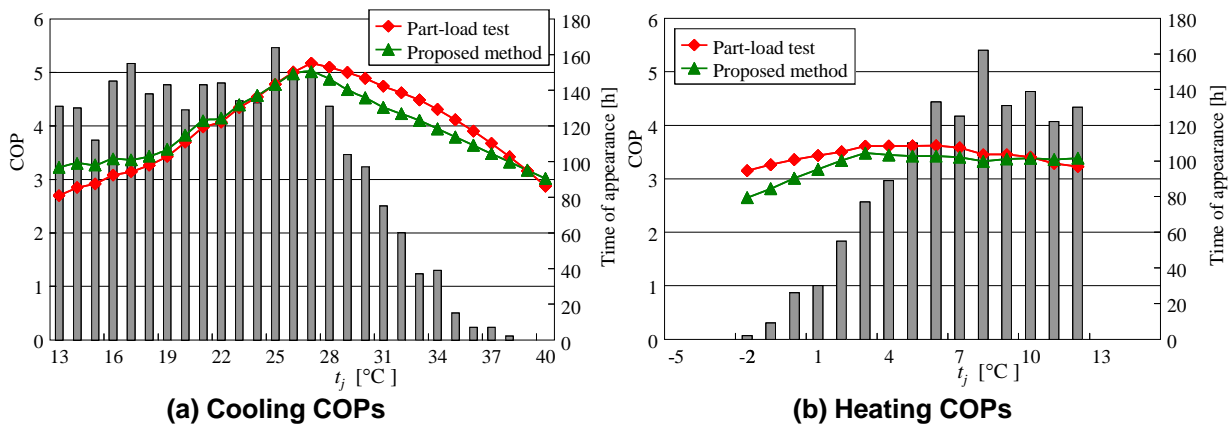 6
5
4
3
2
1
0
COP
Part-load test
Proposed method
180
160
140
120
100
80
60
40
20
0
Time of appearance [h]
13 16 19 22 25 28 31 34 37 40
t_j [°C]
(a) Cooling COPs
6
5
4
3
2
1
0
COP
Part-load test
Proposed method
180
160
140
120
100
80
60
40
20
0
Time of appearance [h]
-5 -2 1 4 7 10 13
t_j [°C]
(b) Heating COPs